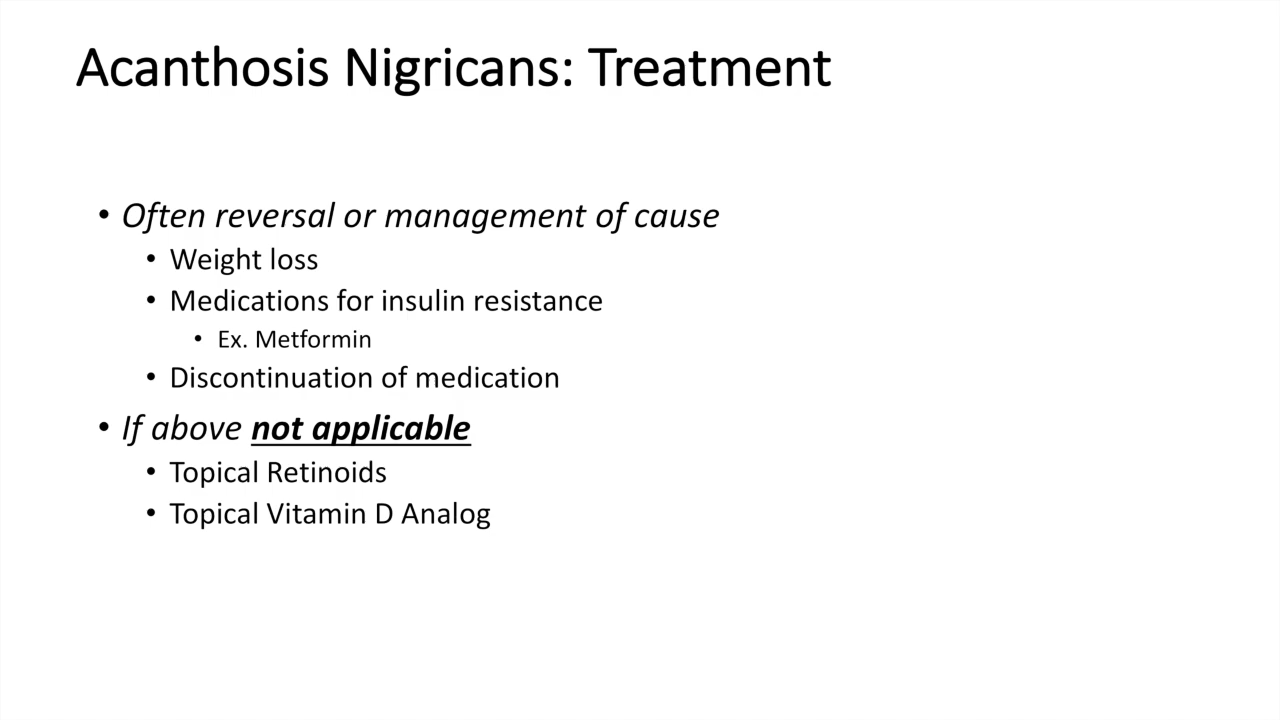 Acanthosis Nigricans: Treatment
• Often reversal or management of cause
• Weight loss
• Medications for insulin resistance
• Ex. Metformin
• Discontinuation of medication
• If above not applicable
• Topical Retinoids
• Topical Vitamin D Analog